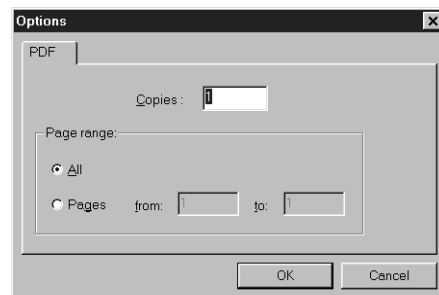 Options
PDF
Copies : 1
Page range:
All
Pages from: 1 to: 1
OK Cancel